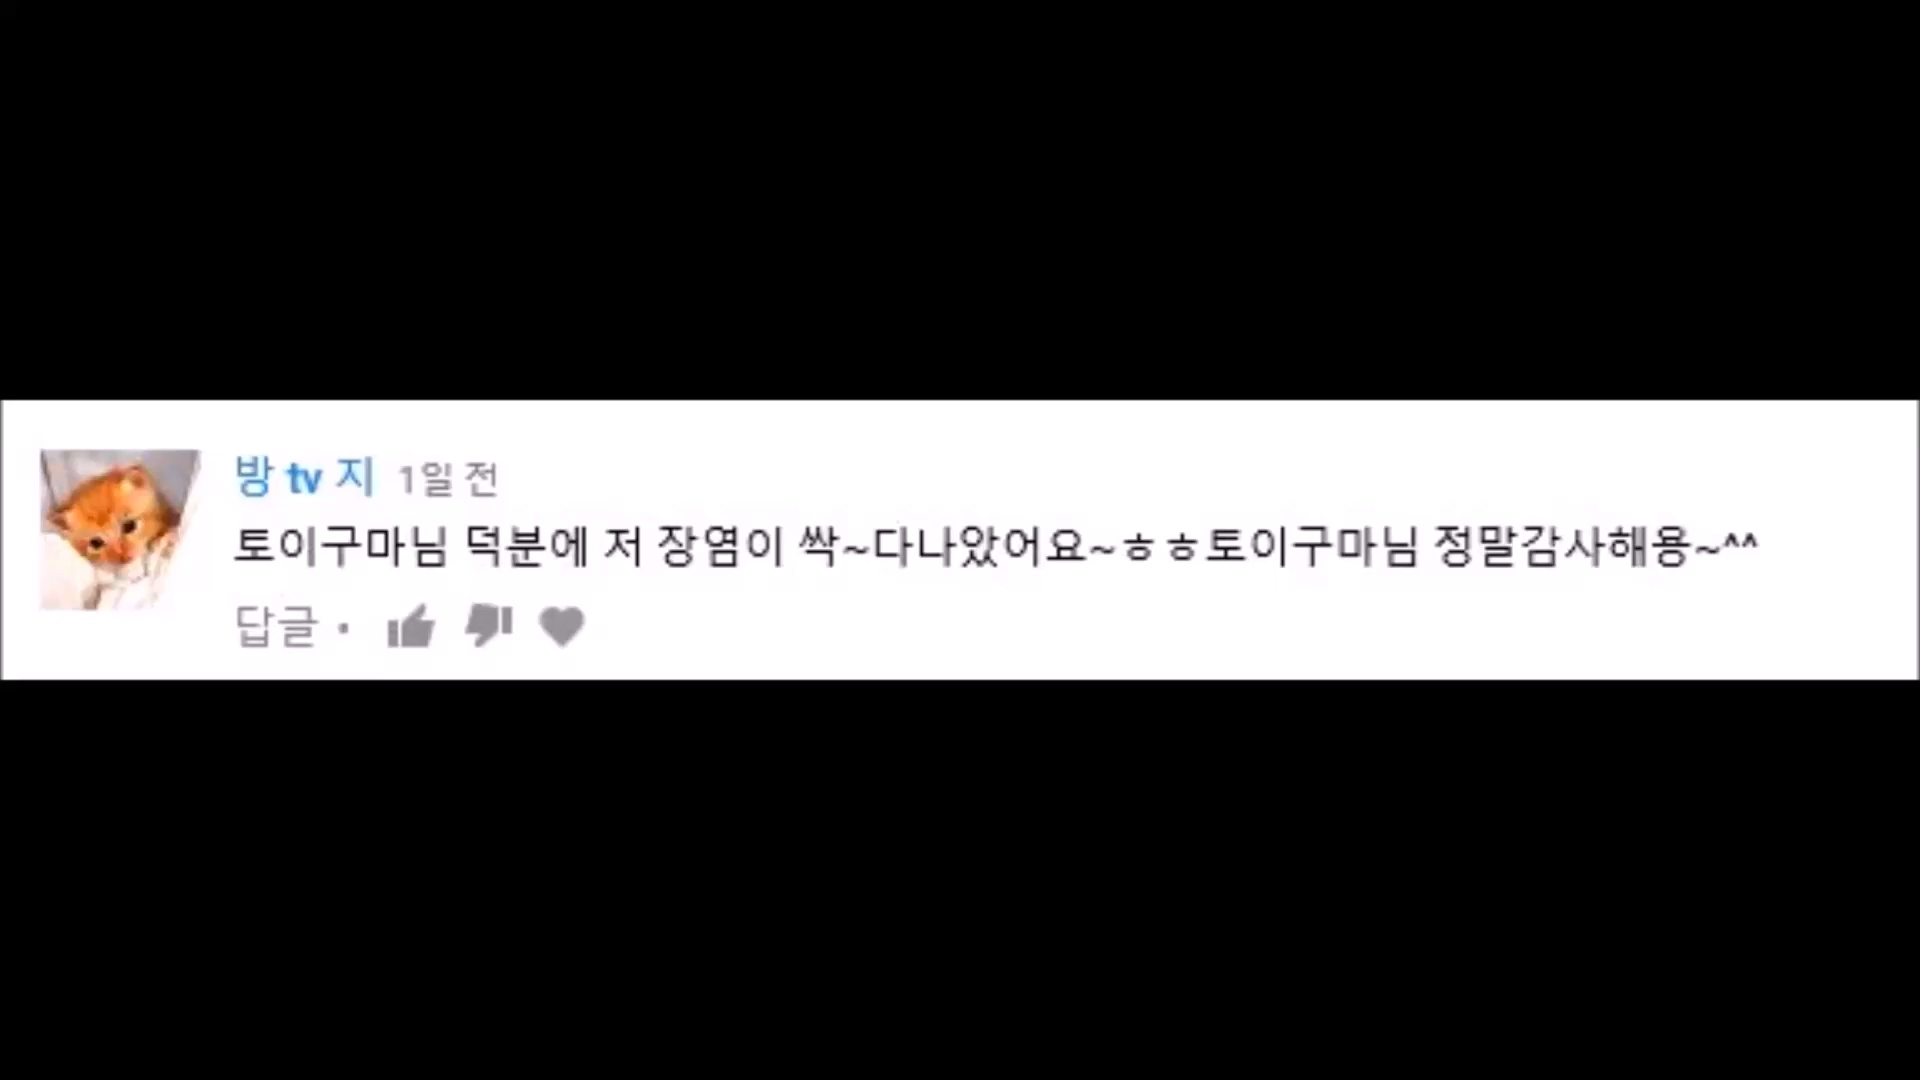 방 tv 지 1일 전
토이구마님 덕분에 저 장염이 싹~다나았어요~ㅎㅎ토이구마님 정말감사해용~^^
답글 •